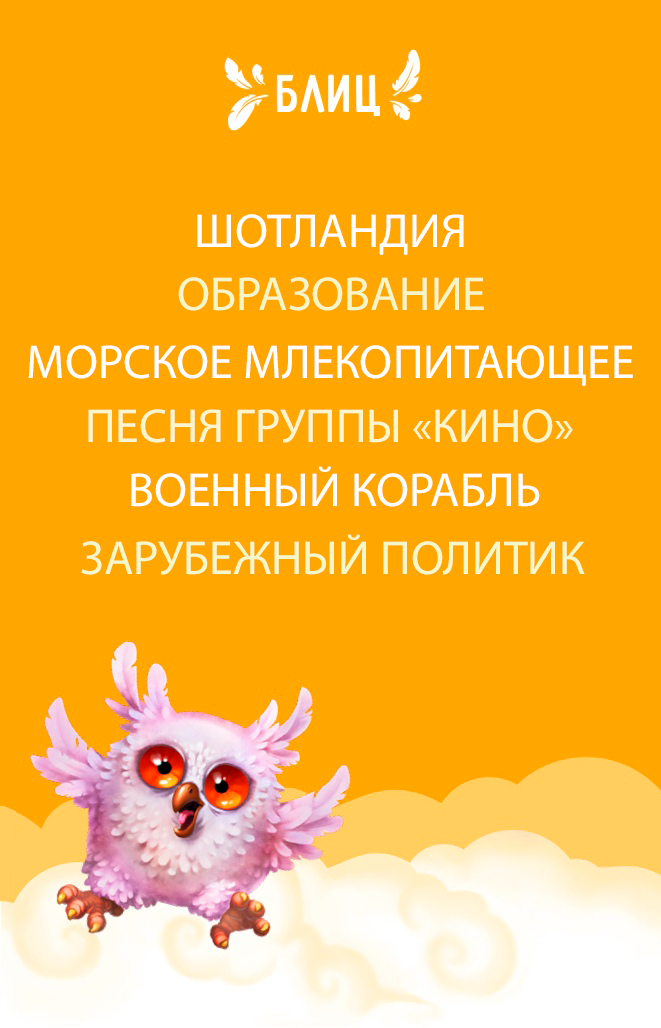 БЛИЦ
ШОТЛАНДИЯ
ОБРАЗОВАНИЕ
МОРСКОЕ МЛЕКОПИТАЮЩЕЕ
ПЕСНЯ ГРУППЫ «КИНО»
ВОЕННЫЙ КОРАБЛЬ
ЗАРУБЕЖНЫЙ ПОЛИТИК